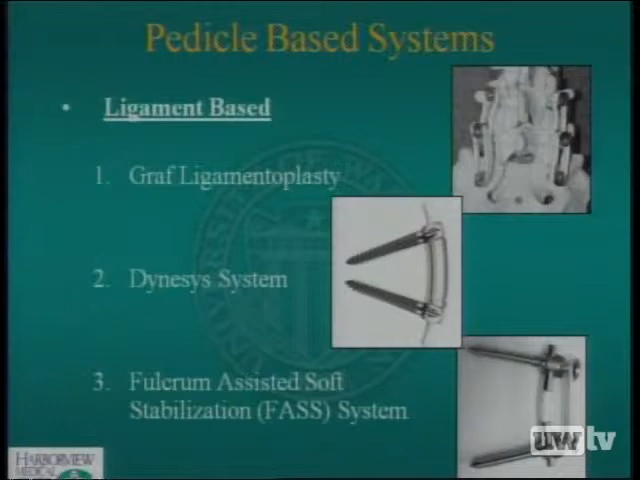 Pedicle Based Systems
• Ligament Based
1. Graf Ligamentoplasty
2. Dynesys System
3. Fulcrum Assisted Soft
Stabilization (FASS) System
HARBORVIEW
MEDICAL
UWtv